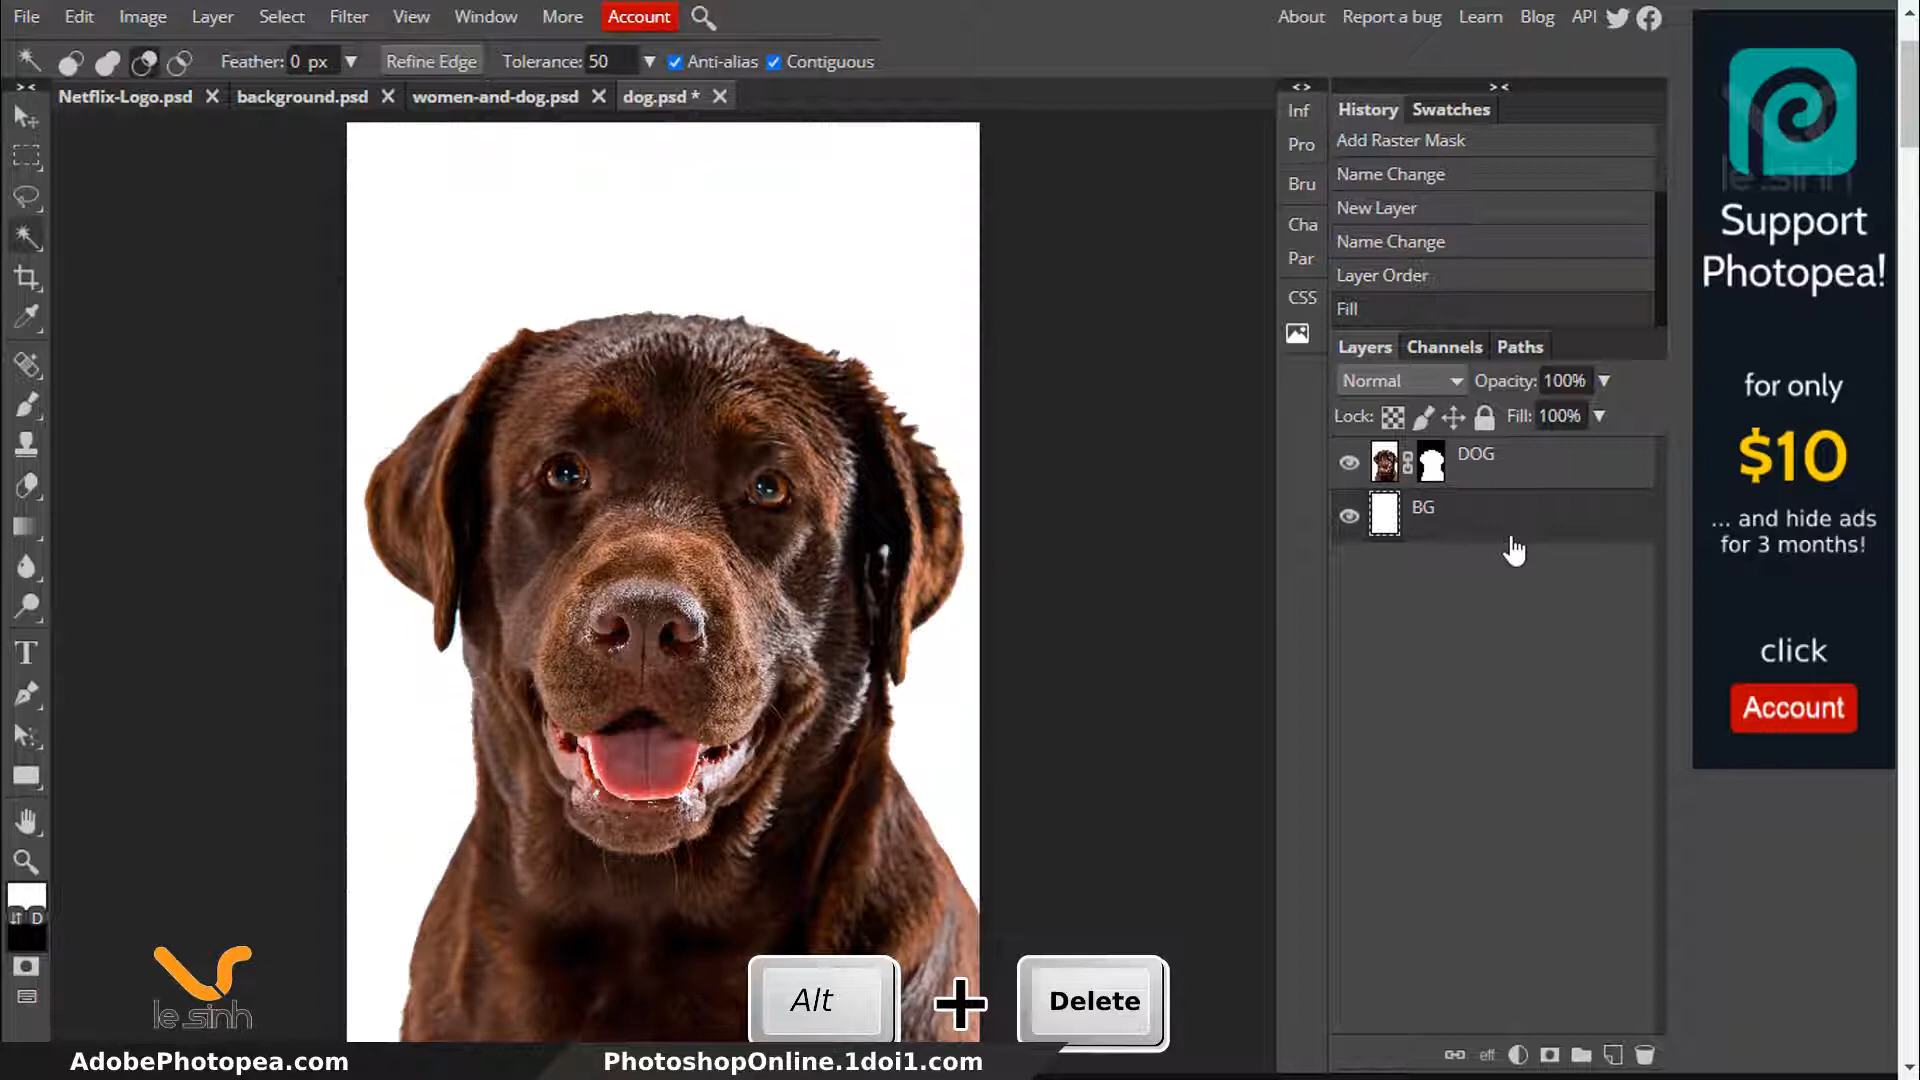 File Edit Image Layer Select Filter View Window More Account
About Report a bug Learn Blog API
Feather: 0 px Refine Edge Tolerance: 50 Anti-alias Contiguous
Netflix-Logo.psd background.psd women-and-dog.psd dog.psd *
Inf
Pro
Bru
Cha
Par
CSS
History Swatches
Add Raster Mask
Name Change
New Layer
Name Change
Layer Order
Fill
Layers Channels Paths
Normal Opacity: 100%
Lock: Fill: 100%
DOG
BG
eff
T
D
le sinh
Support
Photopea!
for only
$10
... and hide ads
for 3 months!
click
Account
le sinh
Alt + Delete
AdobePhotopea.com
PhotoshopOnline.1doi1.com